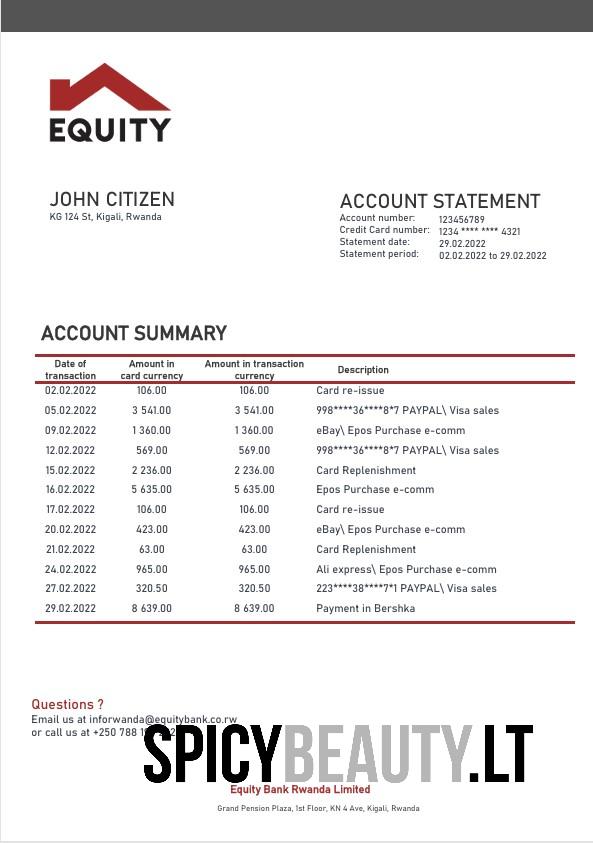 EQUITY
JOHN CITIZEN
KG 124 St, Kigali, Rwanda
ACCOUNT STATEMENT
Account number: 123456789
Credit Card number: 1234 **** **** 4321
Statement date: 29.02.2022
Statement period: 02.02.2022 to 29.02.2022
ACCOUNT SUMMARY
Date of transaction Amount in card currency Amount in transaction currency Description
02.02.2022 106.00 106.00 Card re-issue
05.02.2022 3 541.00 3 541.00 998****36****8*7 PAYPAL\ Visa sales
09.02.2022 1 360.00 1 360.00 eBay\ Epos Purchase e-comm
12.02.2022 569.00 569.00 998****36****8*7 PAYPAL\ Visa sales
15.02.2022 2 236.00 2 236.00 Card Replenishment
16.02.2022 5 635.00 5 635.00 Epos Purchase e-comm
17.02.2022 106.00 106.00 Card re-issue
20.02.2022 423.00 423.00 eBay\ Epos Purchase e-comm
21.02.2022 63.00 63.00 Card Replenishment
24.02.2022 965.00 965.00 Ali express\ Epos Purchase e-comm
27.02.2022 320.50 320.50 223****38****7*1 PAYPAL\ Visa sales
29.02.2022 8 639.00 8 639.00 Payment in Bershka
Questions ?
Email us at inforwanda@equitybank.co.rw
or call us at +250 788
SPICYBEAUTY.LT
Equity Bank Rwanda Limited
Grand Pension Plaza, 1st Floor, KN 4 Ave, Kigali, Rwanda